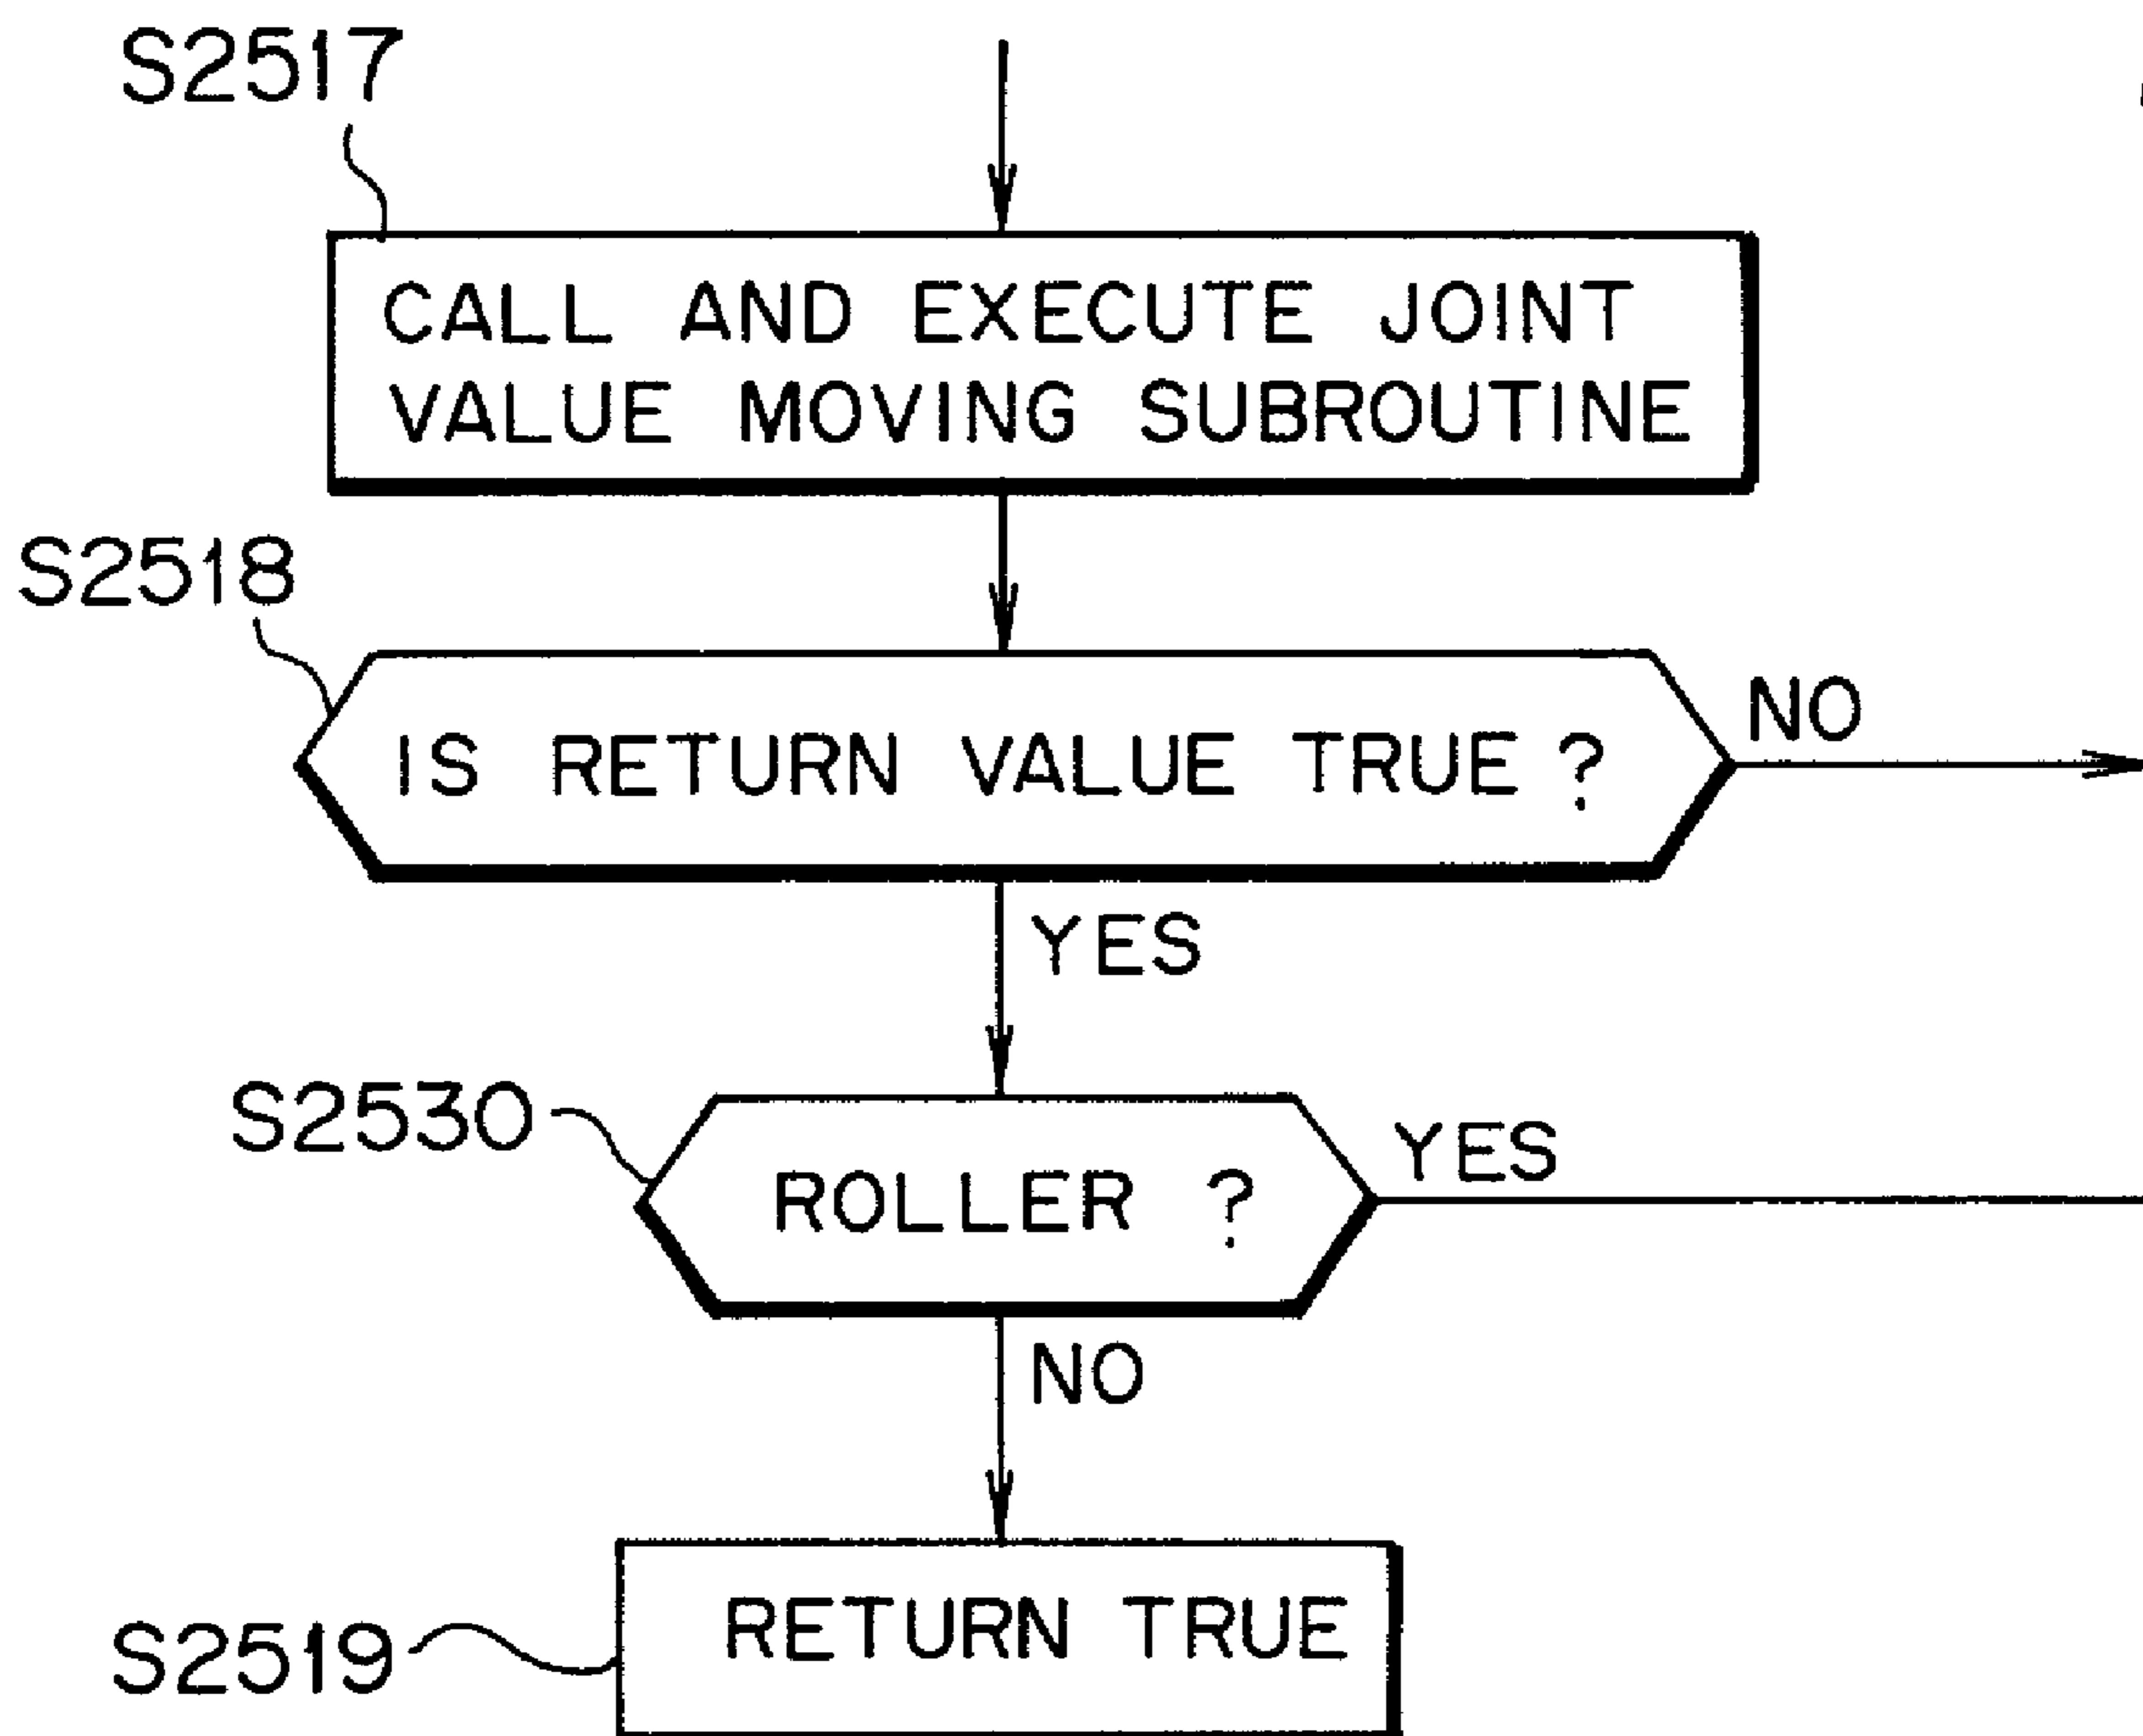 S2517
CALL AND EXECUTE JOINT
VALUE MOVING SUBROUTINE
S2518
IS RETURN VALUE TRUE ?
NO
YES
S2530
ROLLER ?
YES
NO
RETURN TRUE
S2519